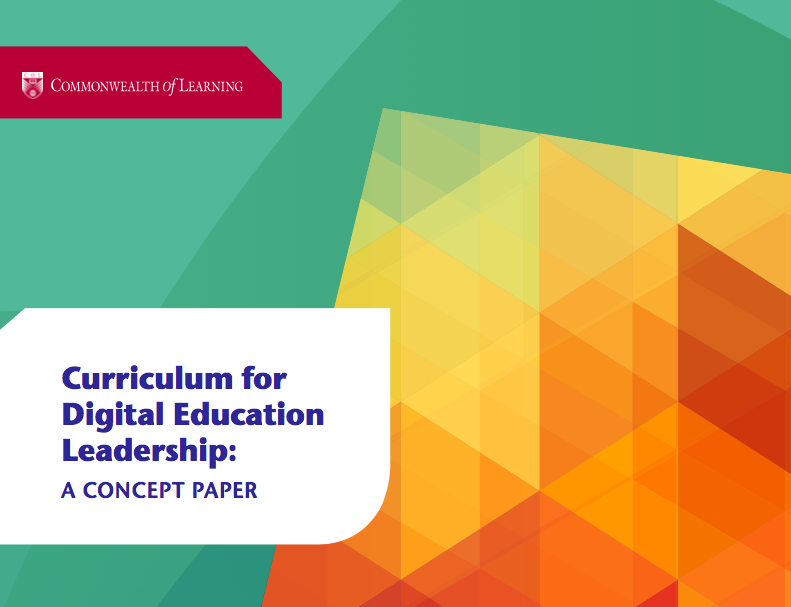 COMMONWEALTH of LEARNING
Curriculum for
Digital Education
Leadership:
A CONCEPT PAPER